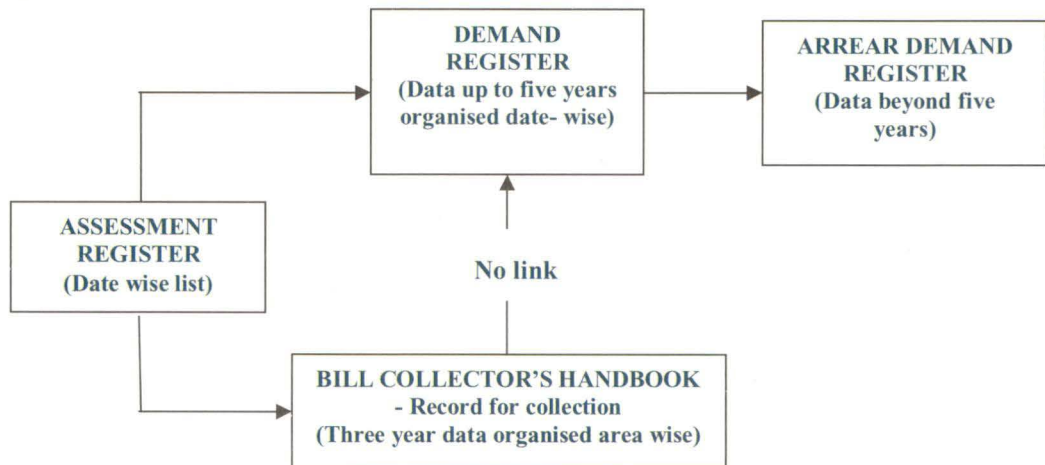 DEMAND
REGISTER
(Data up to five years
organised date- wise)
ARREAR DEMAND
REGISTER
(Data beyond five
years)
ASSESSMENT
REGISTER
(Date wise list)
No link
BILL COLLECTOR'S HANDBOOK
- Record for collection
(Three year data organised area wise)